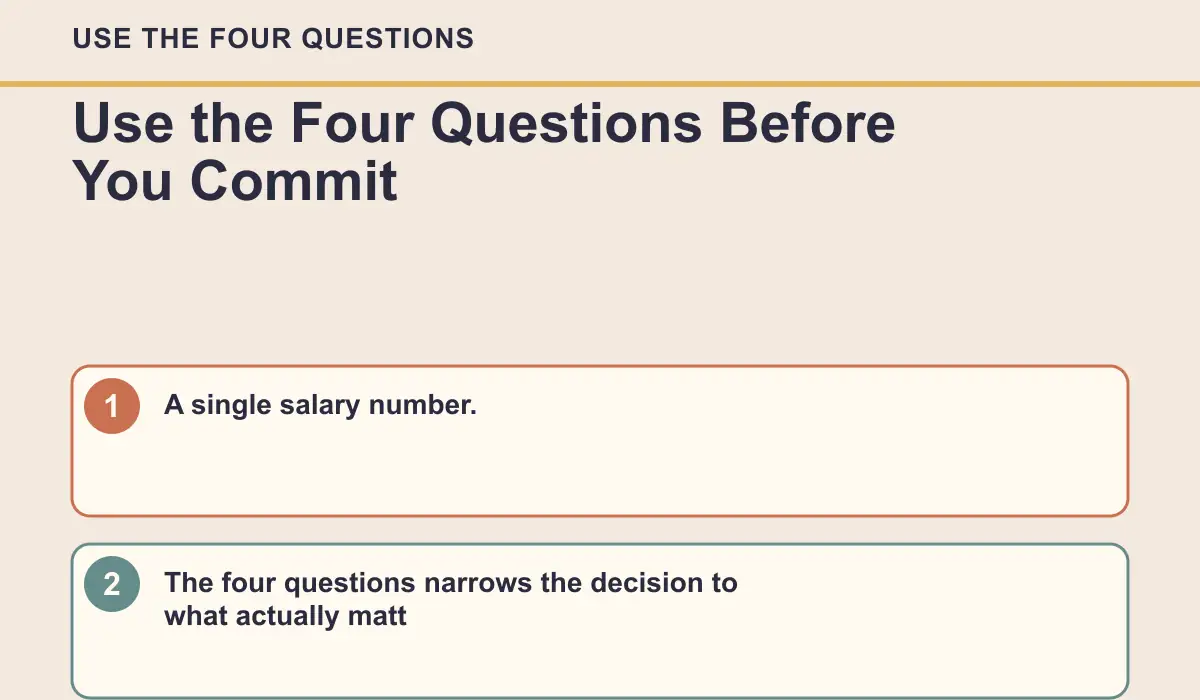 USE THE FOUR QUESTIONS
Use the Four Questions Before
You Commit
1
A single salary number.
2
The four questions narrows the decision to
what actually matt